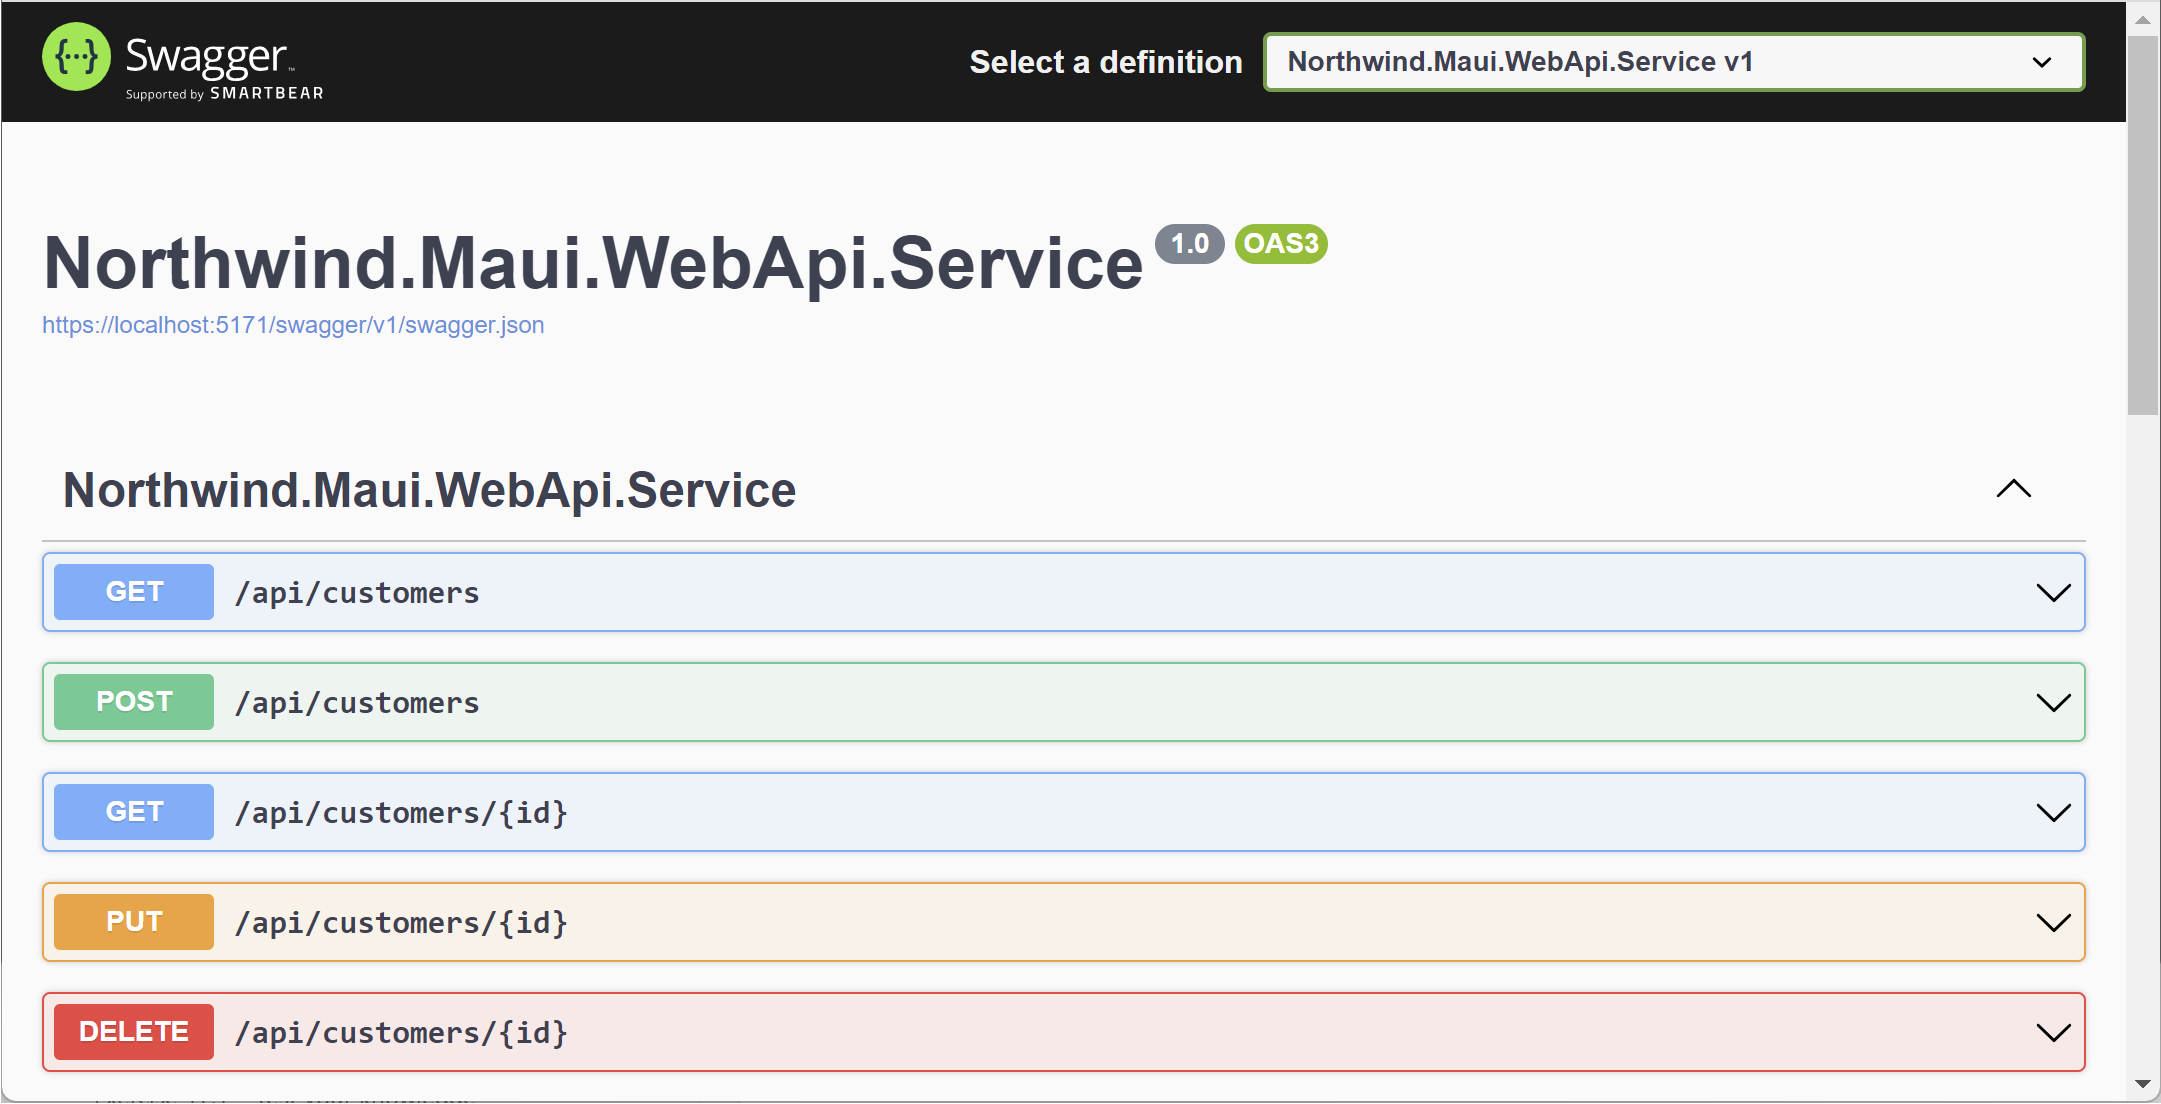 {···} Swagger™
Supported by SMARTBEAR
Select a definition
Northwind.Maui.WebApi.Service v1
Northwind.Maui.WebApi.Service 1.0 OAS3
https://localhost:5171/swagger/v1/swagger.json
Northwind.Maui.WebApi.Service
GET /api/customers
POST /api/customers
GET /api/customers/{id}
PUT /api/customers/{id}
DELETE /api/customers/{id}